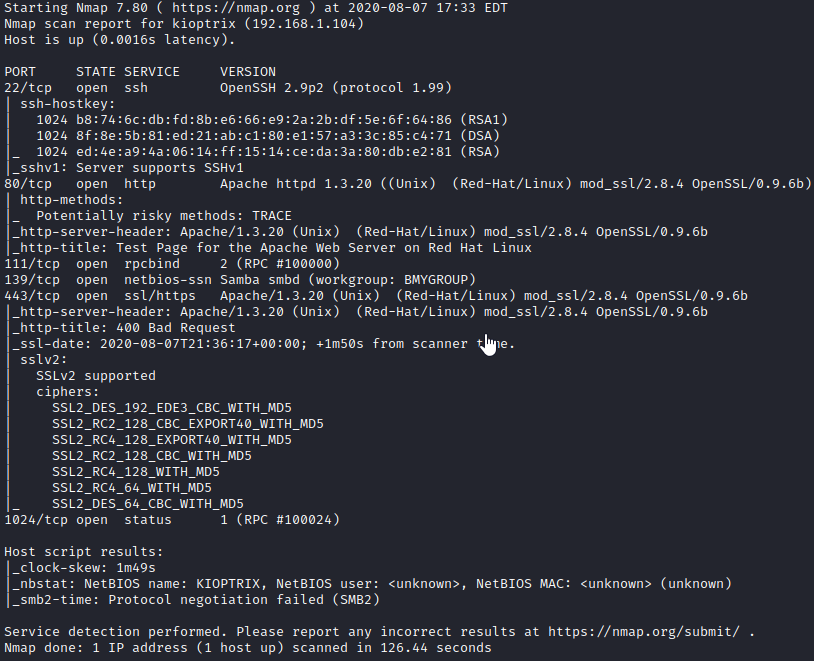 Starting Nmap 7.80 ( https://nmap.org ) at 2020-08-07 17:33 EDT
Nmap scan report for kioptrix (192.168.1.104)
Host is up (0.0016s latency).

PORT     STATE SERVICE     VERSION
22/tcp   open  ssh         OpenSSH 2.9p2 (protocol 1.99)
| ssh-hostkey:
|   1024 b8:74:6c:db:fd:8b:e6:66:e9:2a:2b:df:5e:6f:64:86 (RSA1)
|   1024 8f:8e:5b:81:ed:21:ab:c1:80:e1:57:a3:3c:85:c4:71 (DSA)
|_  1024 ed:4e:a9:4a:06:14:ff:15:14:ce:da:3a:80:db:e2:81 (RSA)
|_sshv1: Server supports SSHv1
80/tcp   open  http        Apache httpd 1.3.20 ((Unix)  (Red-Hat/Linux) mod_ssl/2.8.4 OpenSSL/0.9.6b)
| http-methods:
|_  Potentially risky methods: TRACE
|_http-server-header: Apache/1.3.20 (Unix)  (Red-Hat/Linux) mod_ssl/2.8.4 OpenSSL/0.9.6b
|_http-title: Test Page for the Apache Web Server on Red Hat Linux
111/tcp  open  rpcbind     2 (RPC #100000)
139/tcp  open  netbios-ssn Samba smbd (workgroup: BMYGROUP)
443/tcp  open  ssl/https   Apache/1.3.20 (Unix)  (Red-Hat/Linux) mod_ssl/2.8.4 OpenSSL/0.9.6b
|_http-server-header: Apache/1.3.20 (Unix)  (Red-Hat/Linux) mod_ssl/2.8.4 OpenSSL/0.9.6b
|_http-title: 400 Bad Request
|_ssl-date: 2020-08-07T21:36:17+00:00; +1m50s from scanner
| sslv2:
|   SSLv2 supported
|   ciphers:
|     SSL2_DES_192_EDE3_CBC_WITH_MD5
|     SSL2_RC2_128_CBC_EXPORT40_WITH_MD5
|     SSL2_RC4_128_EXPORT40_WITH_MD5
|     SSL2_RC2_128_CBC_WITH_MD5
|     SSL2_RC4_128_WITH_MD5
|     SSL2_RC4_64_WITH_MD5
|_    SSL2_DES_64_CBC_WITH_MD5
1024/tcp open  status      1 (RPC #100024)

Host script results:
|_clock-skew: 1m49s
|_nbstat: NetBIOS name: KIOPTRIX, NetBIOS user: <unknown>, NetBIOS MAC: <unknown> (unknown)
|_smb2-time: Protocol negotiation failed (SMB2)

Service detection performed. Please report any incorrect results at https://nmap.org/submit/ .
Nmap done: 1 IP address (1 host up) scanned in 126.44 seconds